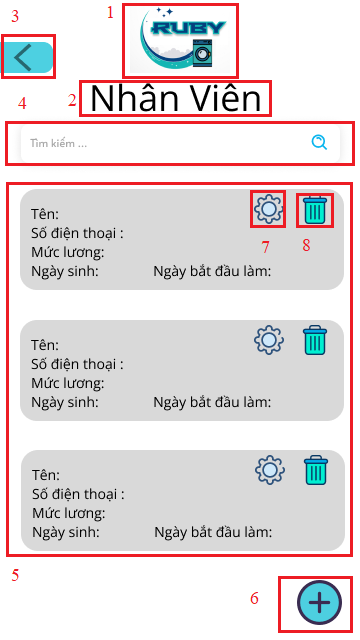 1
RUBY
3
4
2
Nhân Viên
Tìm kiếm ...
Tên:
Số điện thoại :
Mức lương:
Ngày sinh: Ngày bắt đầu làm:
7
8
Tên:
Số điện thoại :
Mức lương:
Ngày sinh: Ngày bắt đầu làm:
Tên:
Số điện thoại :
Mức lương:
Ngày sinh: Ngày bắt đầu làm:
5
6